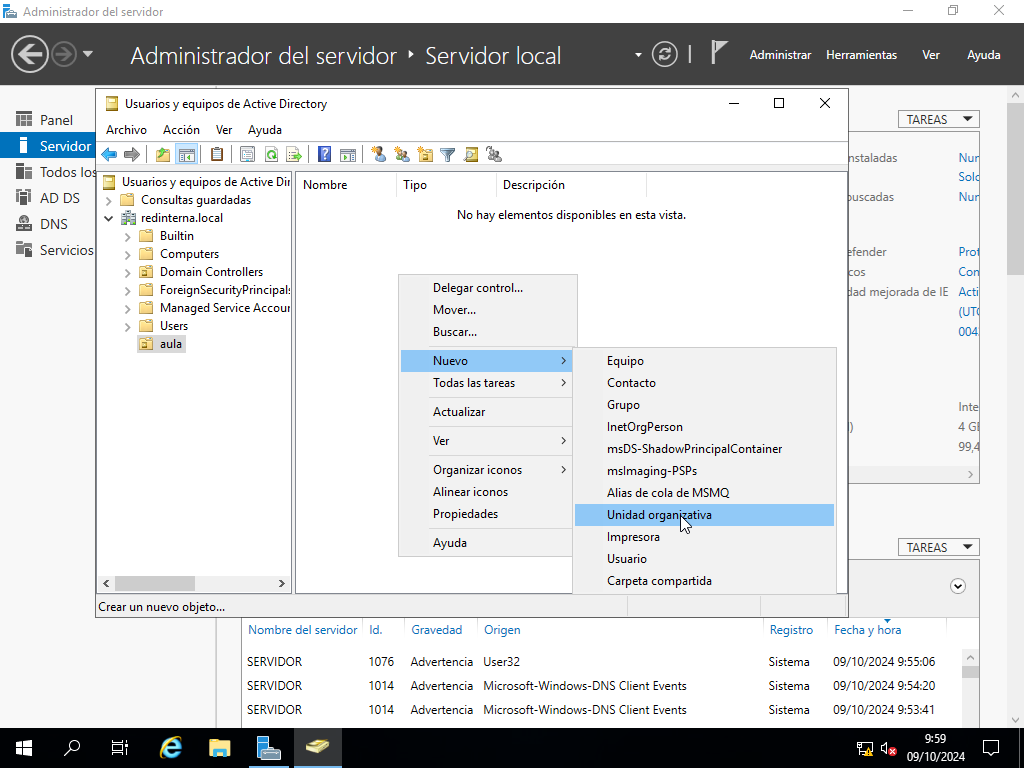 Administrador del servidor
Administrador del servidor • Servidor local
Administrar Herramientas Ver Ayuda
Panel
Servidor
Todos los
AD DS
DNS
Servicios
Usuarios y equipos de Active Directory
Archivo Acción Ver Ayuda
Usuarios y equipos de Active Dir
Consultas guardadas
redinterna.local
Builtin
Computers
Domain Controllers
ForeignSecurityPrincipals
Managed Service Accour
Users
aula
Nombre Tipo Descripción
No hay elementos disponibles en esta vista.
Delegar control...
Mover...
Buscar...
Nuevo
Todas las tareas
Actualizar
Ver
Organizar iconos
Alinear iconos
Propiedades
Ayuda
Equipo
Contacto
Grupo
InetOrgPerson
msDS-ShadowPrincipalContainer
msImaging-PSPs
Alias de cola de MSMQ
Unidad organizativa
Impresora
Usuario
Carpeta compartida
Crear un nuevo objeto...
TAREAS
nstaladas Nun
Solo
buscadas Nun
efender Prot
cos Con
dad mejorada de IE Acti
(UTC
004
Inte
) 4 GI
99,4
TAREAS
Nombre del servidor Id. Gravedad Origen Registro Fecha y hora
SERVIDOR 1076 Advertencia User32 Sistema 09/10/2024 9:55:06
SERVIDOR 1014 Advertencia Microsoft-Windows-DNS Client Events Sistema 09/10/2024 9:54:20
SERVIDOR 1014 Advertencia Microsoft-Windows-DNS Client Events Sistema 09/10/2024 9:53:41
9:59
09/10/2024